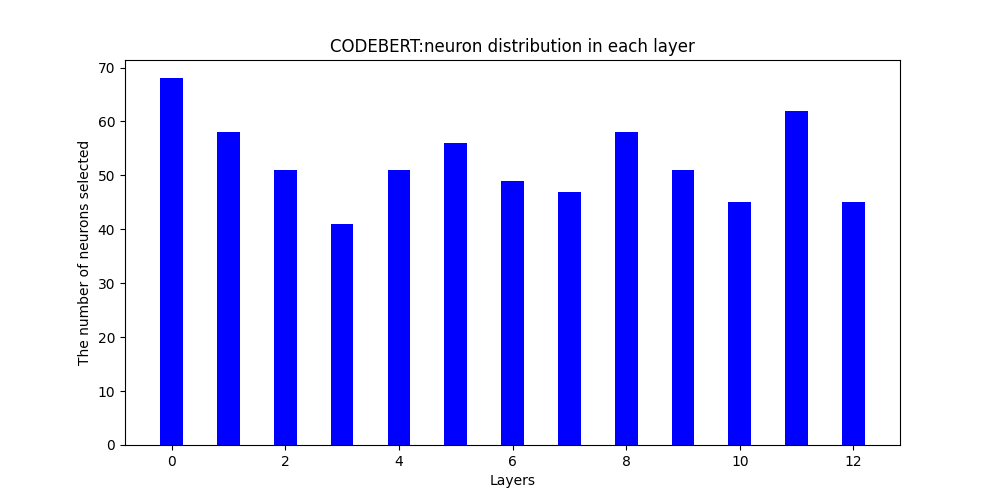 CODEBERT:neuron distribution in each layer
The number of neurons selected
70
60
50
40
30
20
10
0
0 2 4 6 8 10 12
Layers